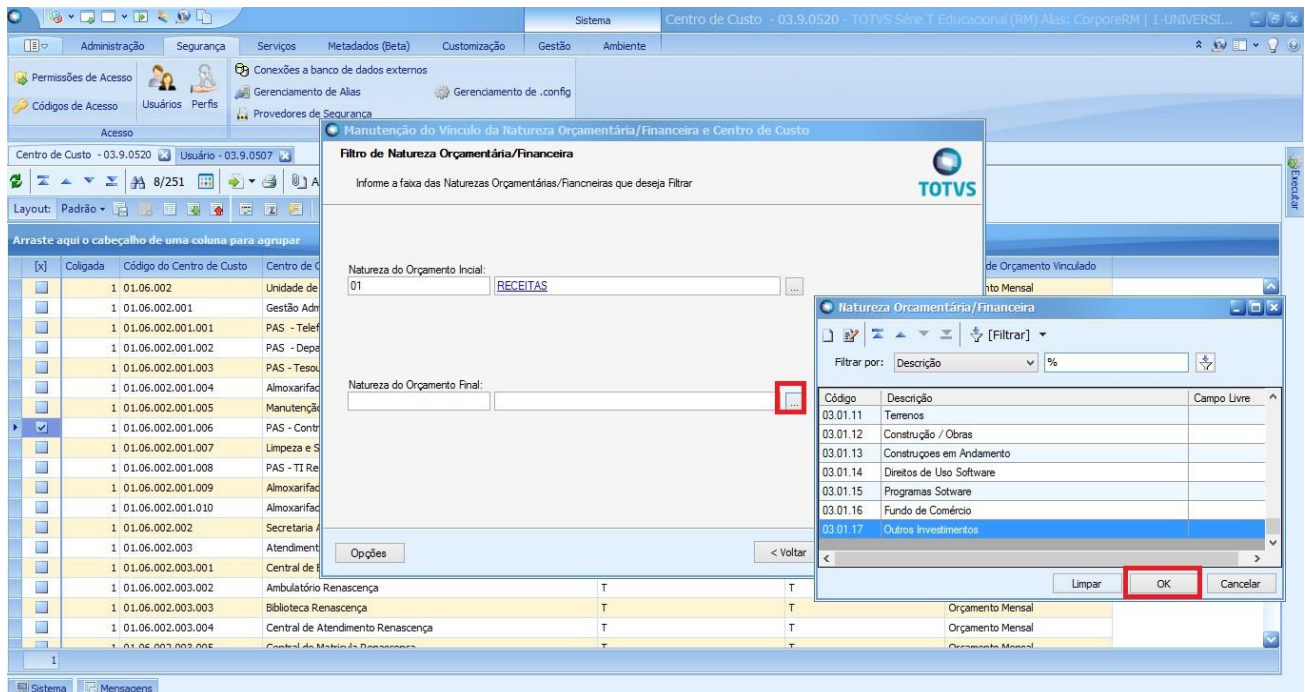 Sistema
Centro de Custo - 03.9.0520 - TOTVS Série T Educacional (RM) Alias: CorporeRM | 1-UNIVERSI...
Administração Segurança Serviços Metadados (Beta) Customização Gestão Ambiente
Permissões de Acesso
Códigos de Acesso
Usuários Perfis
Acesso
Conexões a banco de dados externos
Gerenciamento de Alias Gerenciamento de .config
Provedores de Segurança
Centro de Custo - 03.9.0520 Usuário - 03.9.0507
8/251
Layout: Padrão
Arraste aqui o cabeçalho de uma coluna para agrupar
[x] Coligada Código do Centro de Custo Centro de C de Orçamento Vinculado
1 01.06.002 Unidade de nto Mensal
1 01.06.002.001 Gestão Adm
1 01.06.002.001.001 PAS - Telef
1 01.06.002.001.002 PAS - Depa
1 01.06.002.001.003 PAS - Tesou
1 01.06.002.001.004 Almoxarifad
1 01.06.002.001.005 Manutenção
1 01.06.002.001.006 PAS - Contr
1 01.06.002.001.007 Limpeza e S
1 01.06.002.001.008 PAS - TI Re
1 01.06.002.001.009 Almoxarifad
1 01.06.002.001.010 Almoxarifad
1 01.06.002.002 Secretaria A
1 01.06.002.003 Atendiment
1 01.06.002.003.001 Central de E
1 01.06.002.003.002 Ambulatório Renascença T T
1 01.06.002.003.003 Biblioteca Renascença T T Orçamento Mensal
1 01.06.002.003.004 Central de Atendimento Renascença T T Orçamento Mensal
1 01.06.002.003.005 Central de Matricula Renascença T T Orçamento Mensal
1
Sistema Mensagens
Executar
Manutenção do Vínculo da Natureza Orçamentária/Financeira e Centro de Custo
Filtro de Natureza Orçamentária/Financeira
Informe a faixa das Naturezas Orçamentárias/Fiancneiras que deseja Filtrar
TOTVS
Natureza do Orçamento Incial:
01 RECEITAS ...
Natureza do Orçamento Final:
...
Opções < Voltar
Natureza Orçamentária/Financeira
[Filtrar]
Filtrar por: Descrição %
Código Descrição Campo Livre
03.01.11 Terrenos
03.01.12 Construção / Obras
03.01.13 Construçoes em Andamento
03.01.14 Direitos de Uso Software
03.01.15 Programas Sotware
03.01.16 Fundo de Comércio
03.01.17 Outros Investimentos
Limpar OK Cancelar